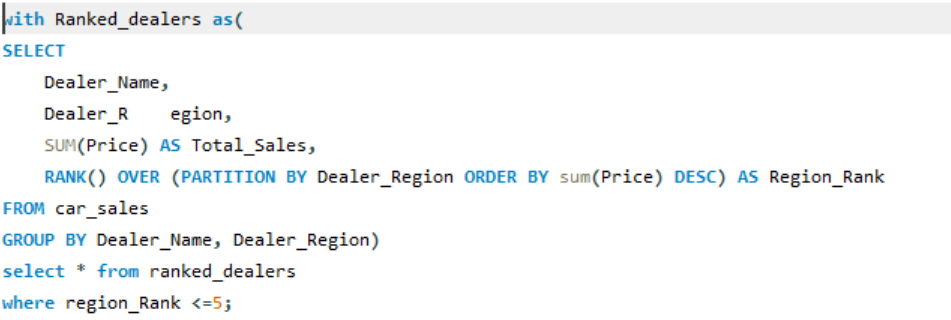 with Ranked_dealers as(
SELECT
    Dealer_Name,
    Dealer_R    egion,
    SUM(Price) AS Total_Sales,
    RANK() OVER (PARTITION BY Dealer_Region ORDER BY sum(Price) DESC) AS Region_Rank
FROM car_sales
GROUP BY Dealer_Name, Dealer_Region)
select * from ranked_dealers
where region_Rank <=5;